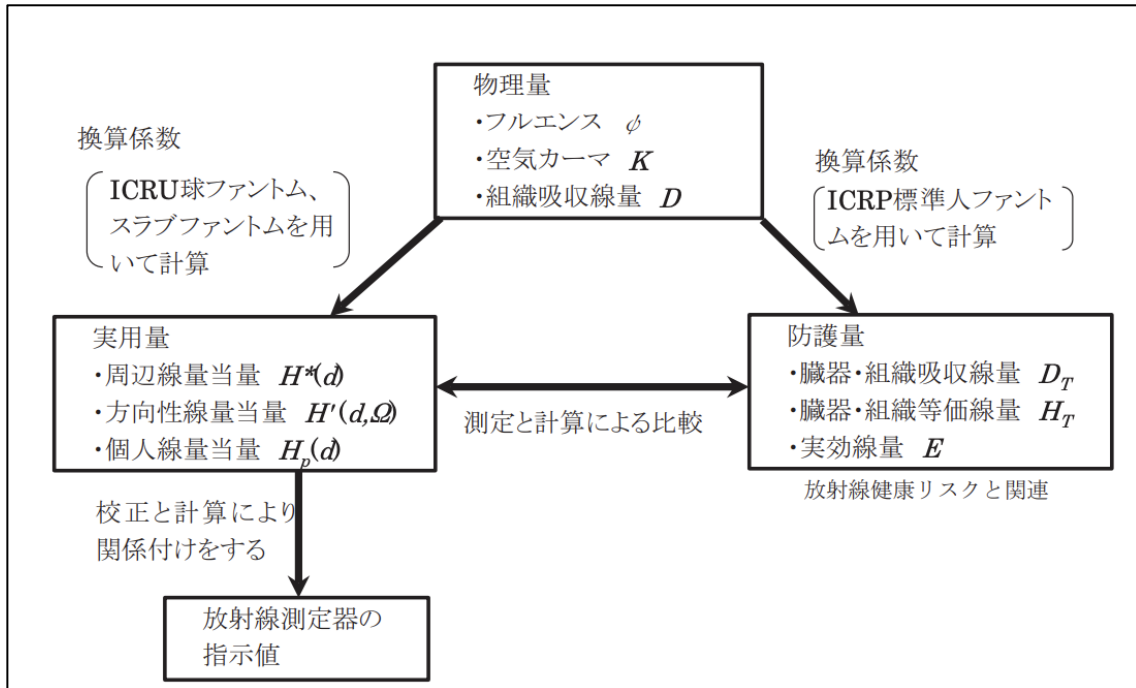 物理量
・フルエンス ϕ
・空気カーマ K
・組織吸収線量 D
換算係数
ICRU球ファントム、
スラブファントムを用
いて計算
換算係数
ICRP標準人ファント
ムを用いて計算
実用量
・周辺線量当量 H*(d)
・方向性線量当量 H'(d,Ω)
・個人線量当量 Hp(d)
測定と計算による比較
防護量
・臓器・組織吸収線量 DT
・臓器・組織等価線量 HT
・実効線量 E
放射線健康リスクと関連
校正と計算により
関係付けをする
放射線測定器の
指示値